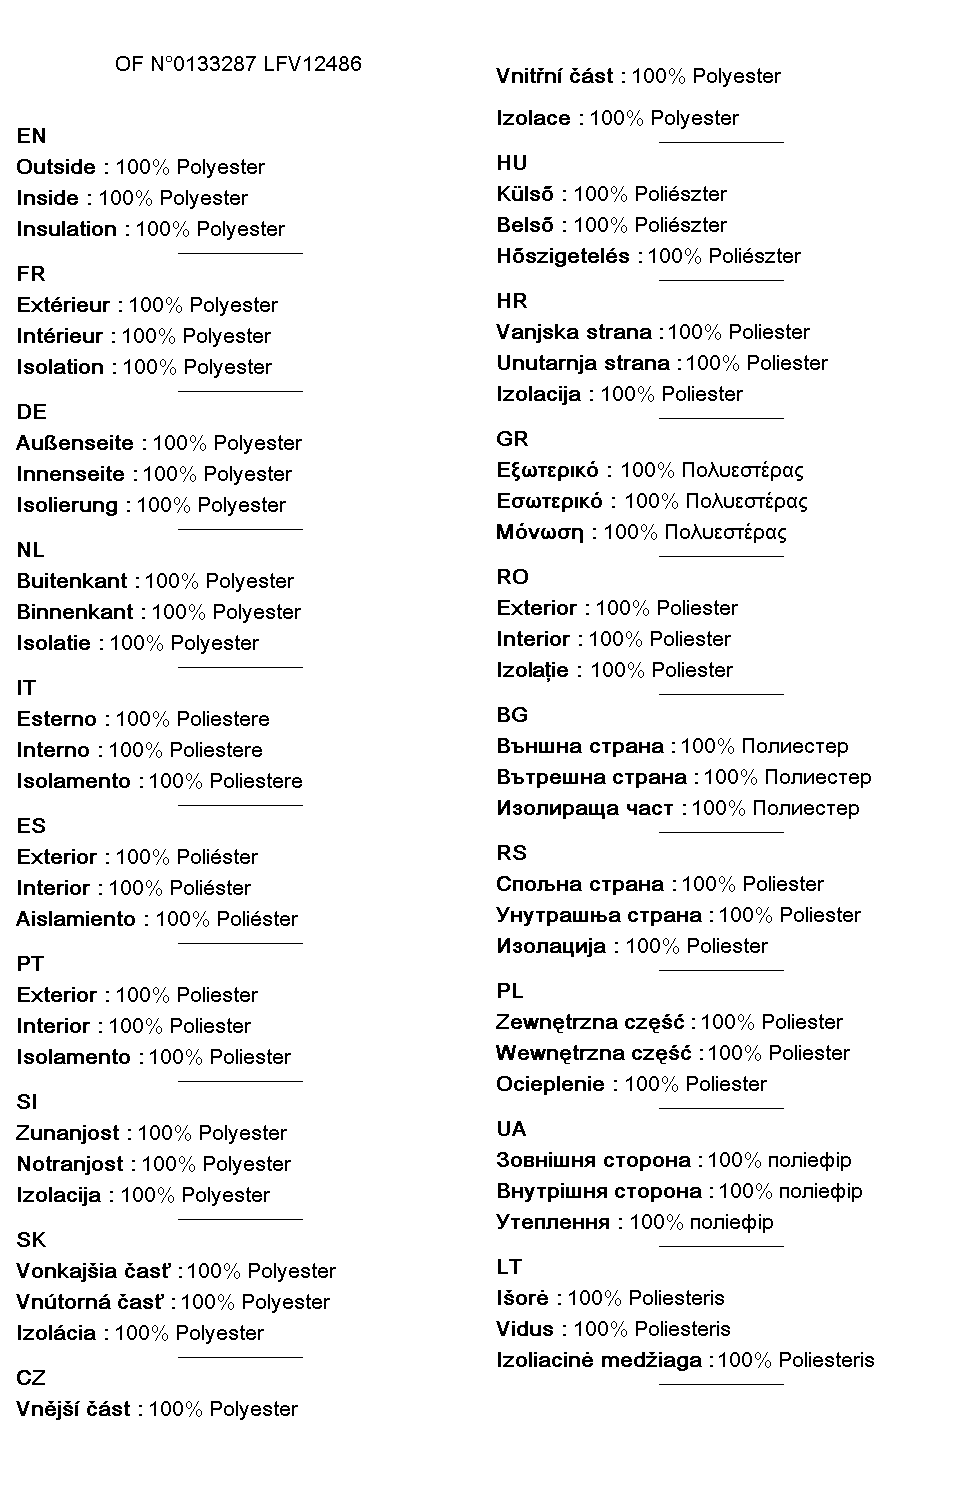 OF N°0133287 LFV12486
EN
Outside : 100% Polyester
Inside : 100% Polyester
Insulation : 100% Polyester
FR
Extérieur : 100% Polyester
Intérieur : 100% Polyester
Isolation : 100% Polyester
DE
Außenseite : 100% Polyester
Innenseite : 100% Polyester
Isolierung : 100% Polyester
NL
Buitenkant : 100% Polyester
Binnenkant : 100% Polyester
Isolatie : 100% Polyester
IT
Esterno : 100% Poliestere
Interno : 100% Poliestere
Isolamento : 100% Poliestere
ES
Exterior : 100% Poliéster
Interior : 100% Poliéster
Aislamiento : 100% Poliéster
PT
Exterior : 100% Poliester
Interior : 100% Poliester
Isolamento : 100% Poliester
SI
Zunanjost : 100% Polyester
Notranjost : 100% Polyester
Izolacija : 100% Polyester
SK
Vonkajšia časť : 100% Polyester
Vnútorná časť : 100% Polyester
Izolácia : 100% Polyester
CZ
Vnější část : 100% Polyester
Vnitřní část : 100% Polyester
Izolace : 100% Polyester
HU
Külső : 100% Poliészter
Belső : 100% Poliészter
Hőszigetelés : 100% Poliészter
HR
Vanjska strana : 100% Poliester
Unutarnja strana : 100% Poliester
Izolacija : 100% Poliester
GR
Εξωτερικό : 100% Πολυεστέρας
Εσωτερικό : 100% Πολυεστέρας
Μόνωση : 100% Πολυεστέρας
RO
Exterior : 100% Poliester
Interior : 100% Poliester
Izolație : 100% Poliester
BG
Външна страна : 100% Полиестер
Вътрешна страна : 100% Полиестер
Изолираща част : 100% Полиестер
RS
Спољна страна : 100% Poliester
Унутрашња страна : 100% Poliester
Изолација : 100% Poliester
PL
Zewnętrzna część : 100% Poliester
Wewnętrzna część : 100% Poliester
Ocieplenie : 100% Poliester
UA
Зовнішня сторона : 100% поліефір
Внутрішня сторона : 100% поліефір
Утеплення : 100% поліефір
LT
Išorė : 100% Poliesteris
Vidus : 100% Poliesteris
Izoliacinė medžiaga : 100% Poliesteris